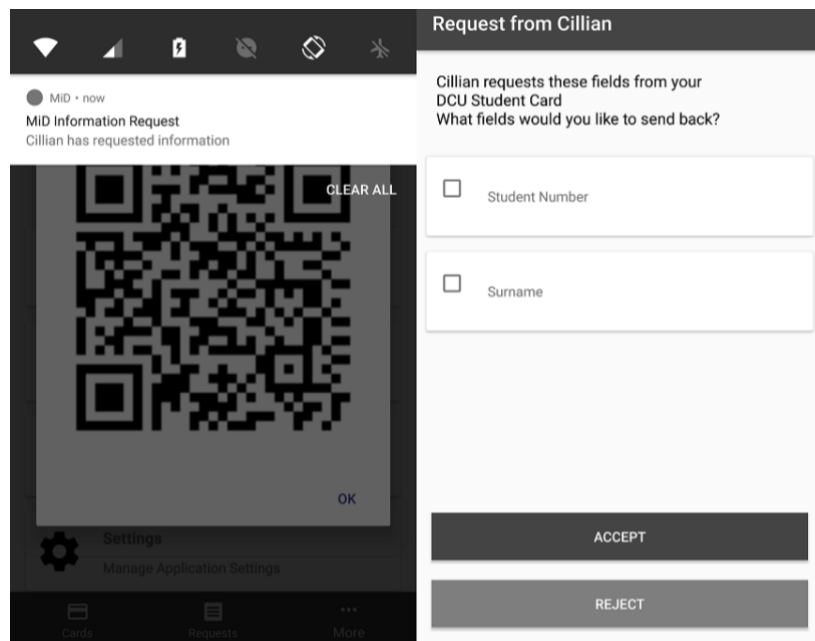 MiD • now
MiD Information Request
Cillian has requested information
CLEAR ALL
OK
Settings
Manage Application Settings
Cards
Requests
More
Request from Cillian
Cillian requests these fields from your
DCU Student Card
What fields would you like to send back?
Student Number
Surname
ACCEPT
REJECT